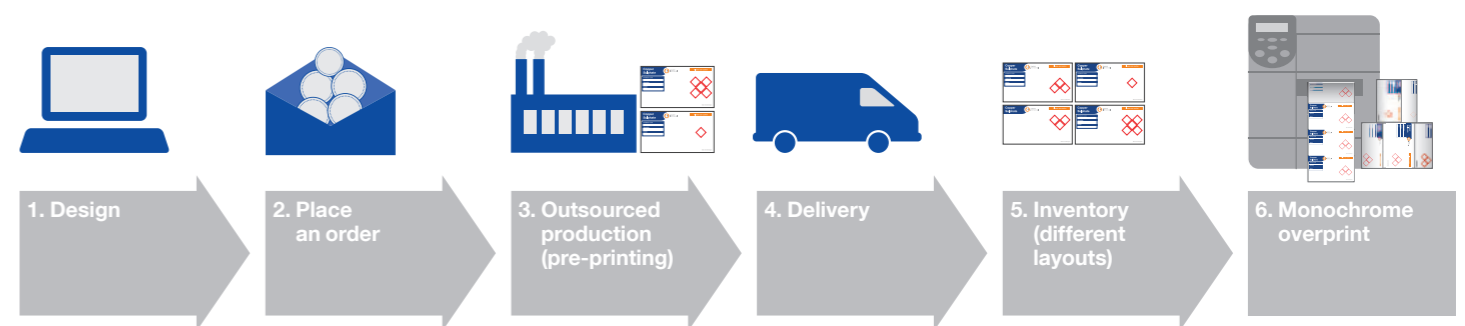 1. Design
2. Place
an order
3. Outsourced
production
(pre-printing)
4. Delivery
5. Inventory
(different
layouts)
6. Monochrome
overprint